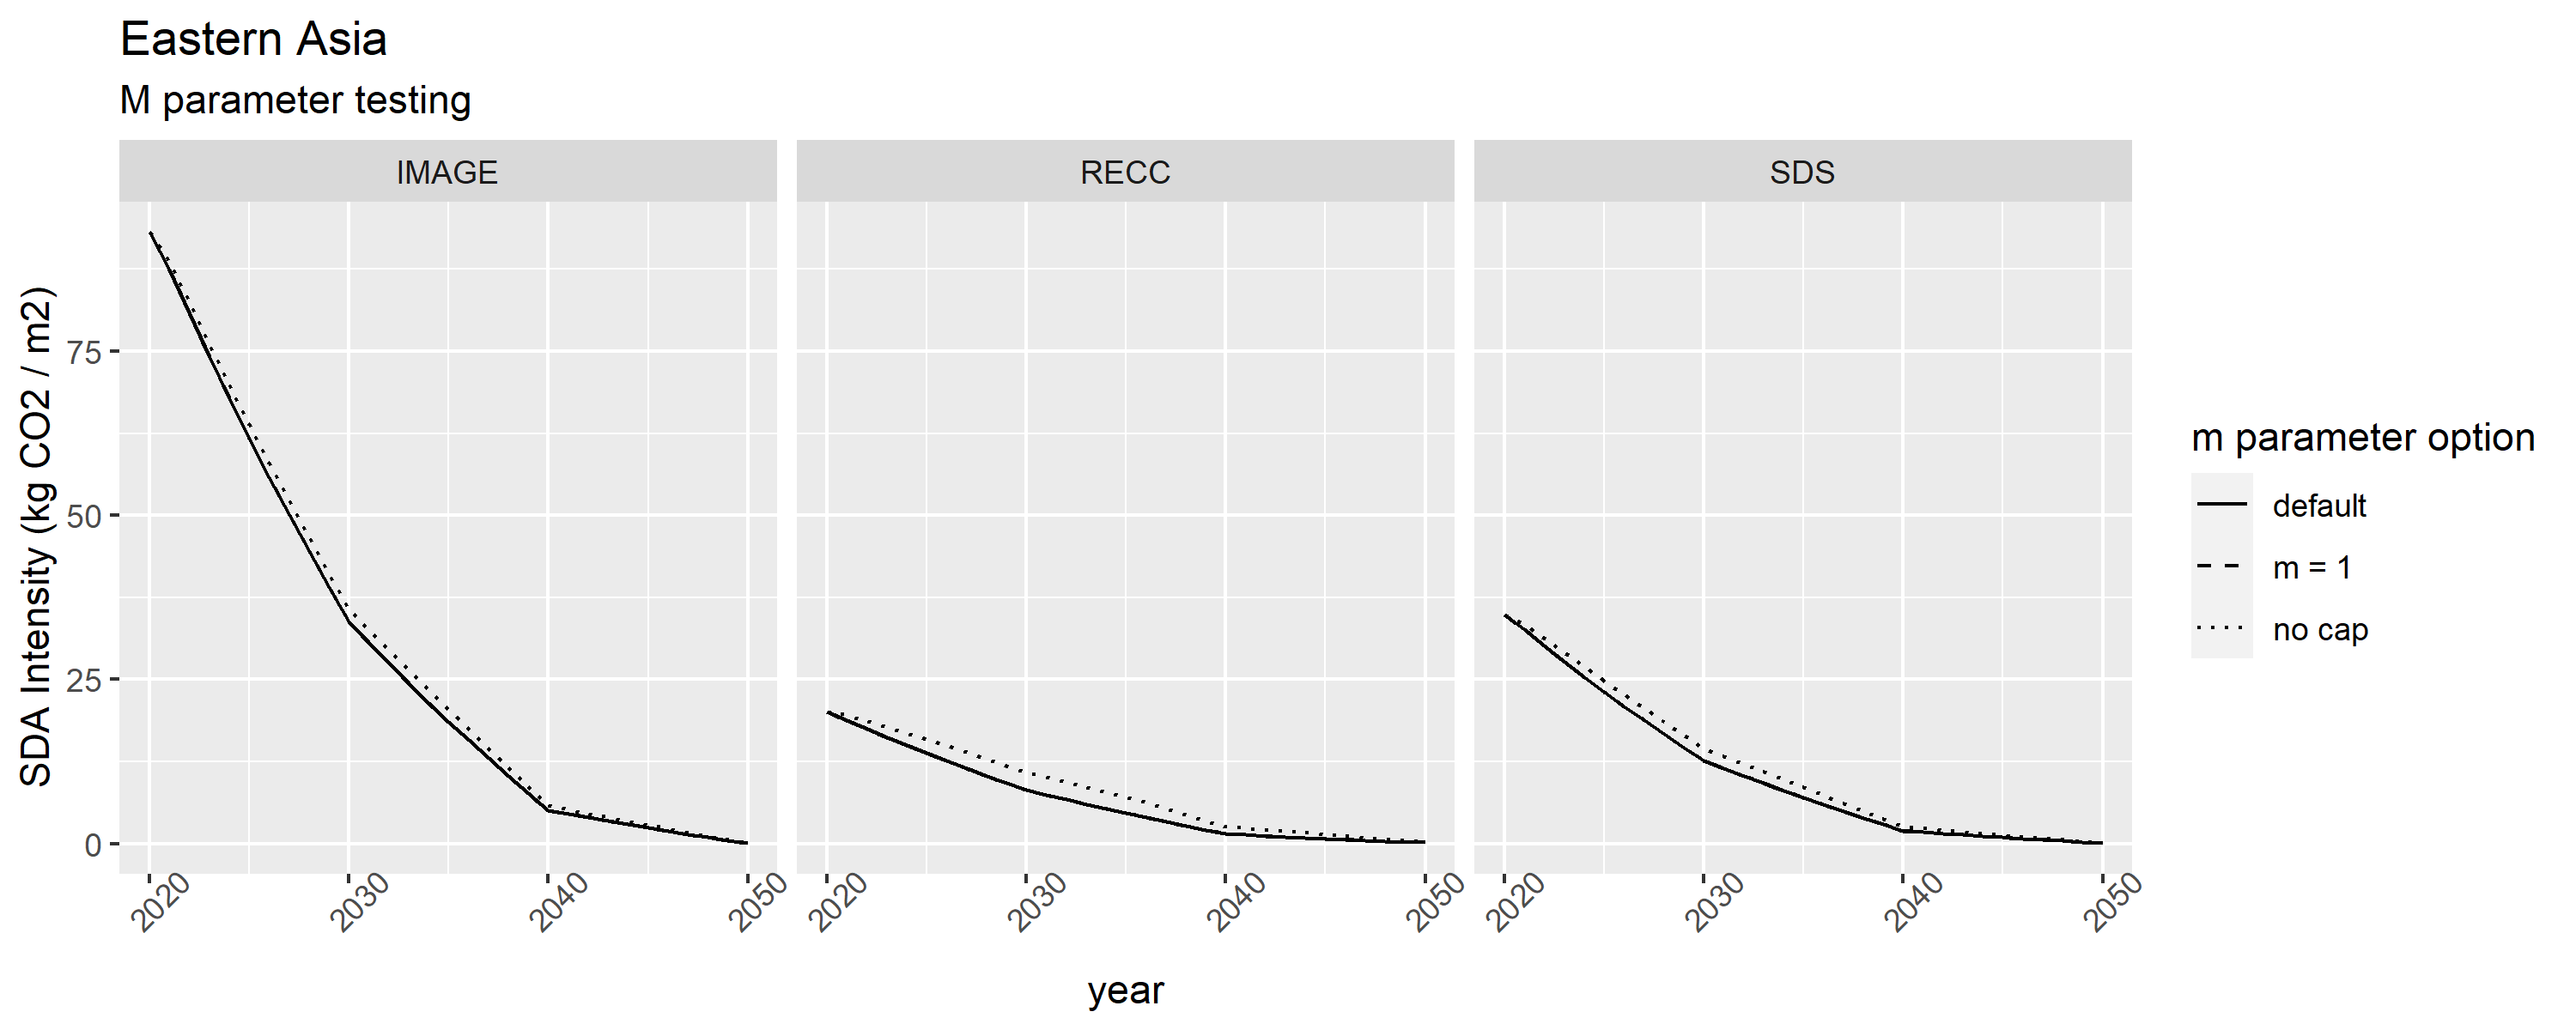 Eastern Asia
M parameter testing
IMAGE
RECC
SDS
SDA Intensity (kg CO2 / m2)
75
50
25
0
2020
2030
2040
2050
2020
2030
2040
2050
2020
2030
2040
2050
year
m parameter option
default
m = 1
no cap